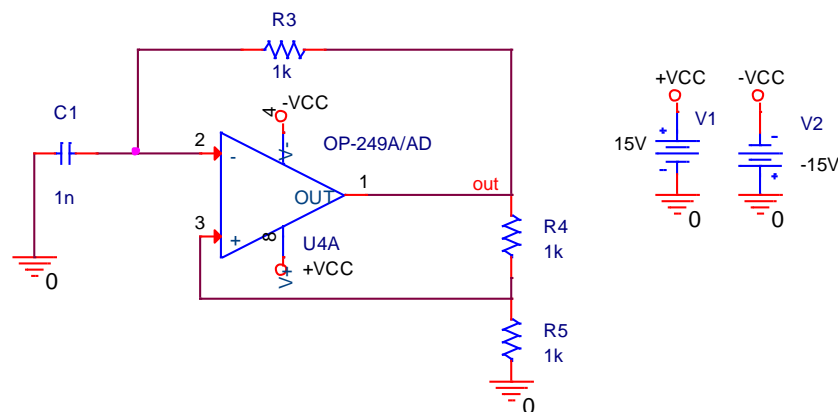 R3
1k
C1
1n
0
2
-
3
+
4
-VCC
V-
OP-249A/AD
OUT
1
out
U4A
8
V+
+VCC
R4
1k
R5
1k
0
+VCC
V1
15V
+
-
0
-VCC
V2
-15V
-
+
0